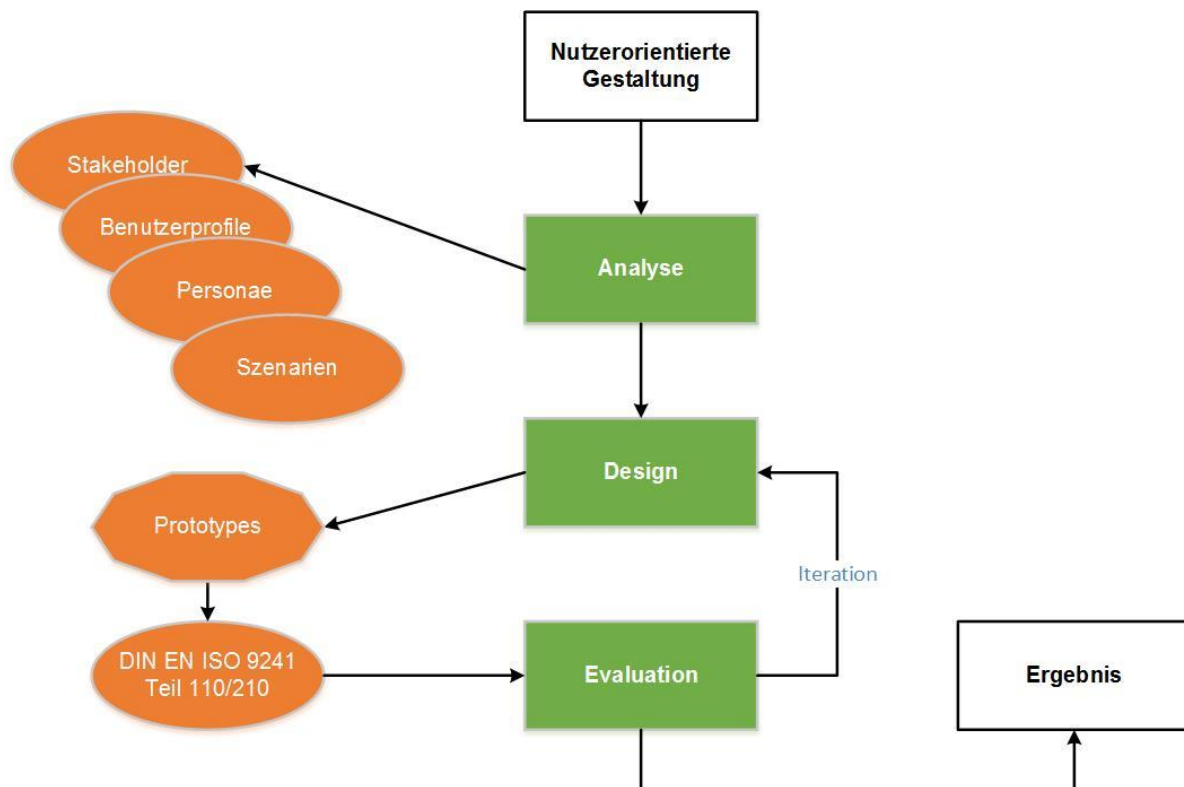 Nutzerorientierte
Gestaltung
Stakeholder
Benutzerprofile
Personae
Szenarien
Analyse
Design
Prototypes
Iteration
DIN EN ISO 9241
Teil 110/210
Evaluation
Ergebnis